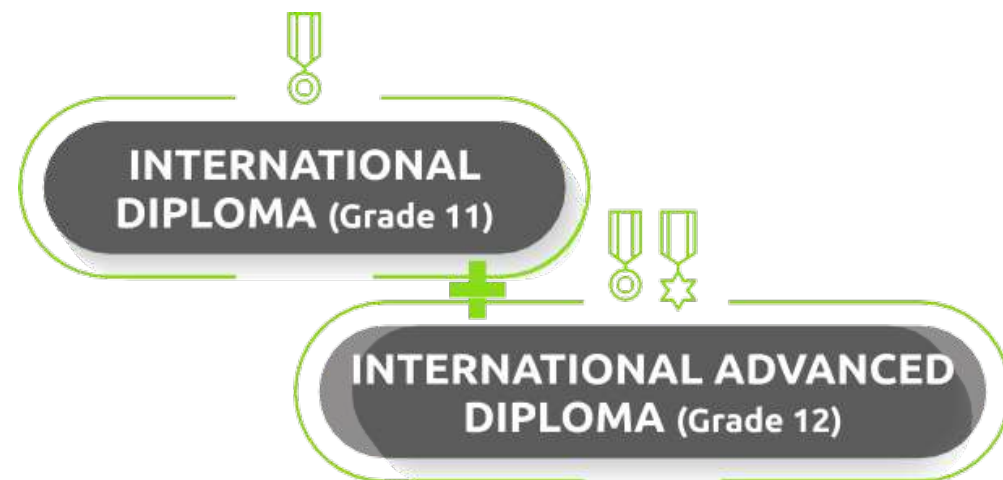 INTERNATIONAL
DIPLOMA (Grade 11)
INTERNATIONAL ADVANCED
DIPLOMA (Grade 12)